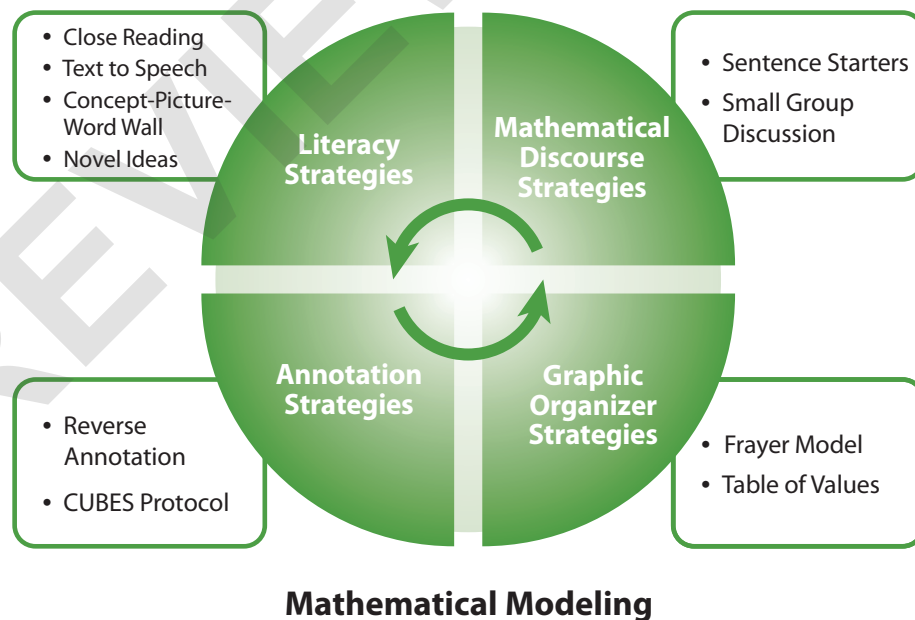 • Close Reading
• Text to Speech
• Concept-Picture-
Word Wall
• Novel Ideas
Literacy
Strategies
Mathematical
Discourse
Strategies
• Sentence Starters
• Small Group
Discussion
• Reverse
Annotation
• CUBES Protocol
Annotation
Strategies
Graphic
Organizer
Strategies
• Frayer Model
• Table of Values
Mathematical Modeling